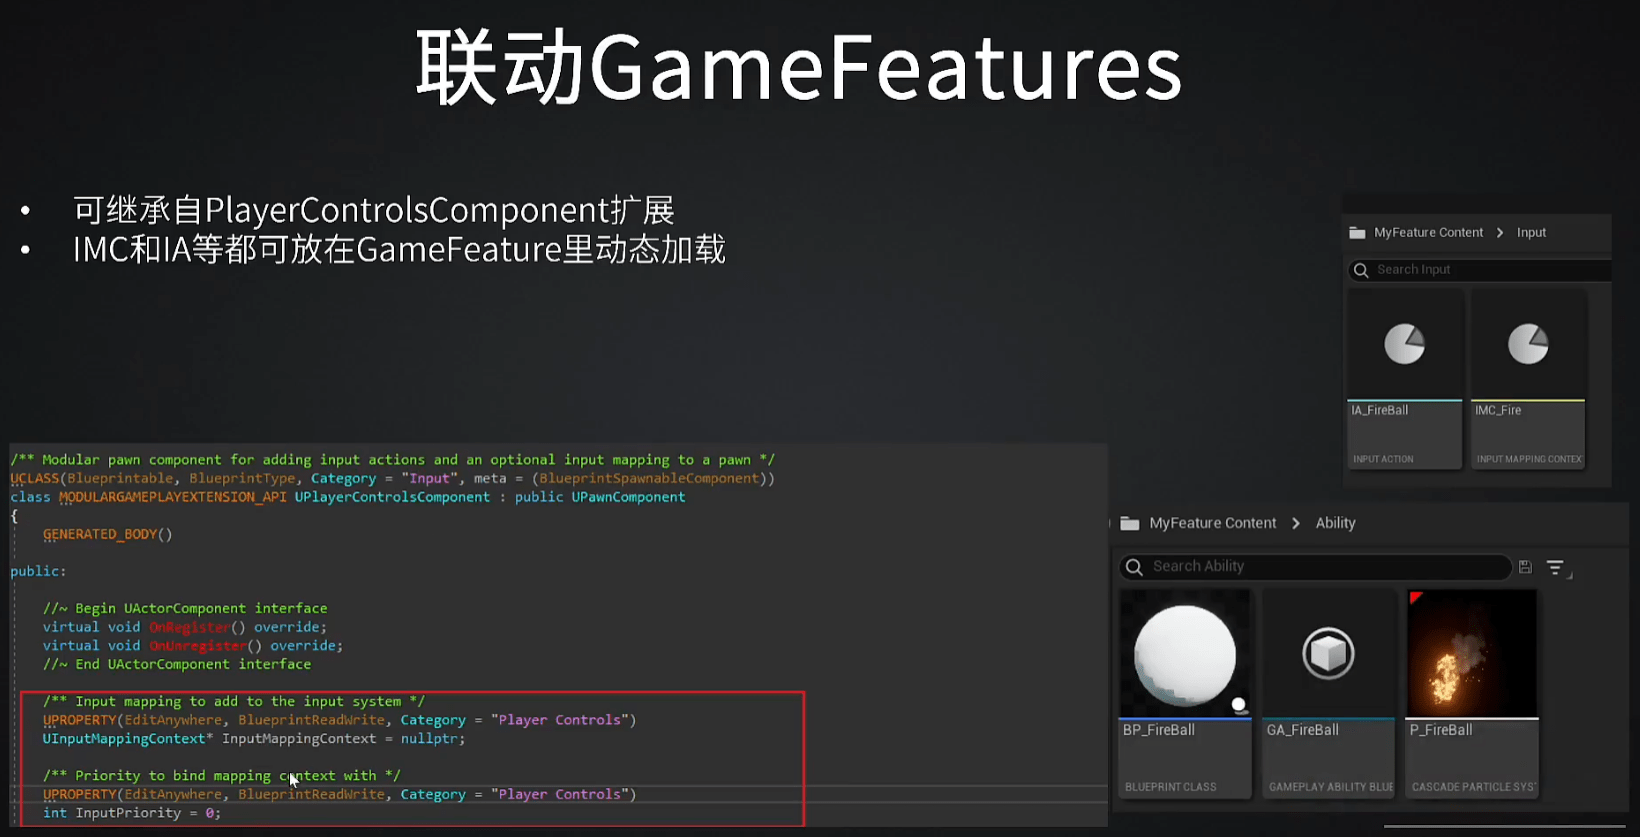 联动GameFeatures
• 可继承自PlayerControlsComponent扩展
• IMC和IA等都可放在GameFeature里动态加载
MyFeature Content > Input
Search Input
IA_FireBall
INPUT ACTION
IMC_Fire
INPUT MAPPING CONTEX
/** Modular pawn component for adding input actions and an optional input mapping to a pawn */
UCLASS(Blueprintable, BlueprintType, Category = "Input", meta = (BlueprintSpawnableComponent))
class MODULARGAMEPLAYEXTENSION_API UPlayerControlsComponent : public UPawnComponent
{
GENERATED_BODY()
public:
//~ Begin UActorComponent interface
virtual void OnRegister() override;
virtual void OnUnregister() override;
//~ End UActorComponent interface
/** Input mapping to add to the input system */
UPROPERTY(EditAnywhere, BlueprintReadWrite, Category = "Player Controls")
UInputMappingContext* InputMappingContext = nullptr;
/** Priority to bind mapping context with */
UPROPERTY(EditAnywhere, BlueprintReadWrite, Category = "Player Controls")
int InputPriority = 0;
MyFeature Content > Ability
Search Ability
BP_FireBall
BLUEPRINT CLASS
GA_FireBall
GAMEPLAY ABILITY BLUE
P_FireBall
CASCADE PARTICLE SYS